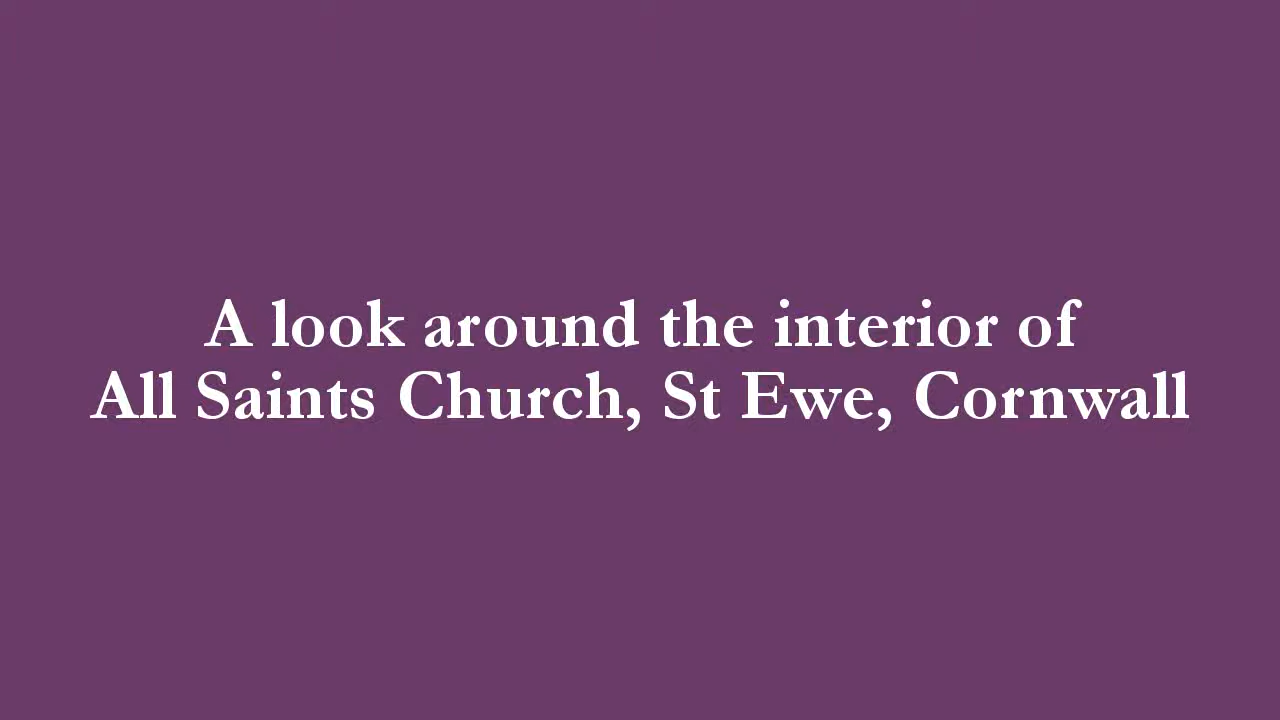 A look around the interior of
All Saints Church, St Ewe, Cornwall